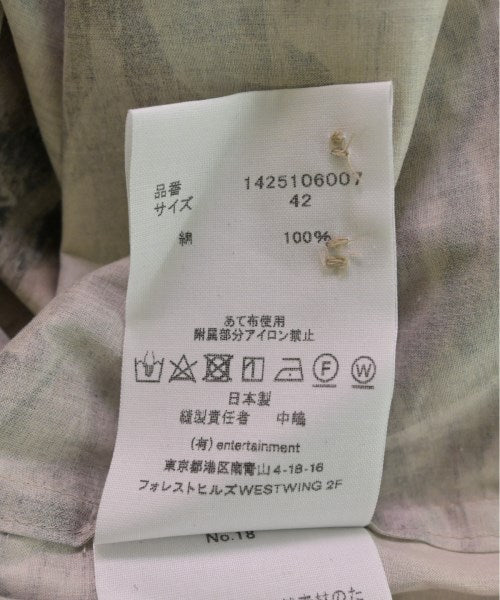 品番 1425106007
サイズ 42
綿 100%
あて布使用
附属部分アイロン禁止
F W
日本製
縫製責任者 中嶋
(有) entertainment
東京都港区南青山4-18-16
フォレストヒルズWESTWING 2F
No.18